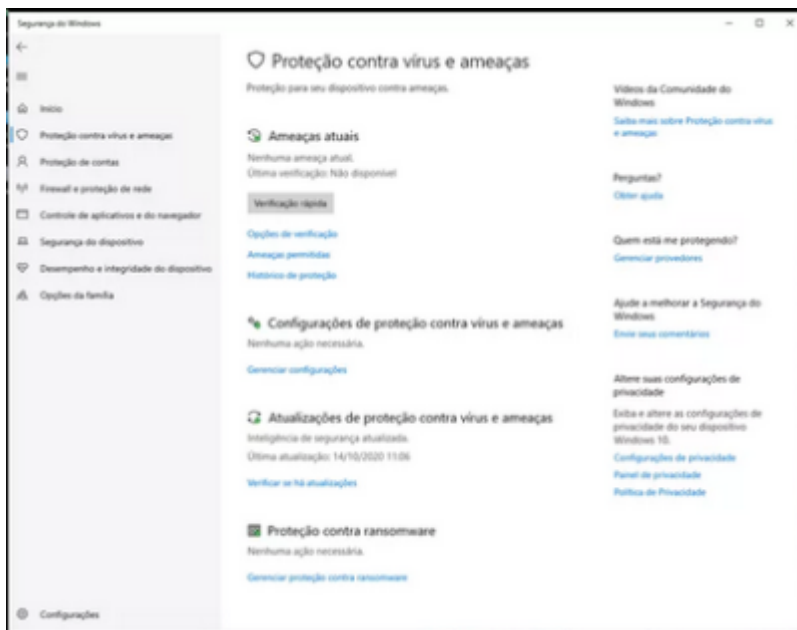 Segurança do Windows
Início
Proteção contra vírus e ameaças
Proteção de contas
Firewall e proteção de rede
Controle de aplicativos e do navegador
Segurança do dispositivo
Desempenho e integridade do dispositivo
Opções da família
Configurações
Proteção contra vírus e ameaças
Proteção para seu dispositivo contra ameaças.
Ameaças atuais
Nenhuma ameaça atual.
Última verificação: Não disponível
Verificação rápida
Opções de verificação
Ameaças permitidas
Histórico de proteção
Configurações de proteção contra vírus e ameaças
Nenhuma ação necessária.
Gerenciar configurações
Atualizações de proteção contra vírus e ameaças
Inteligência de segurança atualizada.
Última atualização: 14/10/2020 11:06
Verificar se há atualizações
Proteção contra ransomware
Nenhuma ação necessária.
Gerenciar proteção contra ransomware
Vídeos da Comunidade do
Windows
Saiba mais sobre Proteção contra vírus
e ameaças
Perguntas?
Obter ajuda
Quem está me protegendo?
Gerenciar provedores
Ajude a melhorar a Segurança do
Windows
Envie seus comentários
Altere suas configurações de
privacidade
Exiba e altere as configurações de
privacidade do seu dispositivo
Windows 10.
Configurações de privacidade
Painel de privacidade
Política de Privacidade